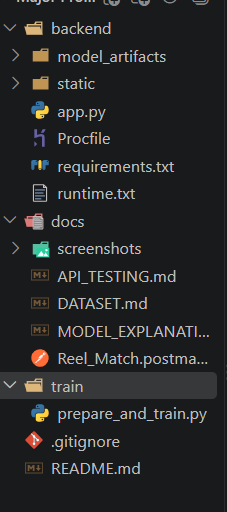 backend
model_artifacts
static
app.py
Procfile
requirements.txt
runtime.txt
docs
screenshots
API_TESTING.md
DATASET.md
MODEL_EXPLANATI...
Reel_Match.postma...
train
prepare_and_train.py
.gitignore
README.md